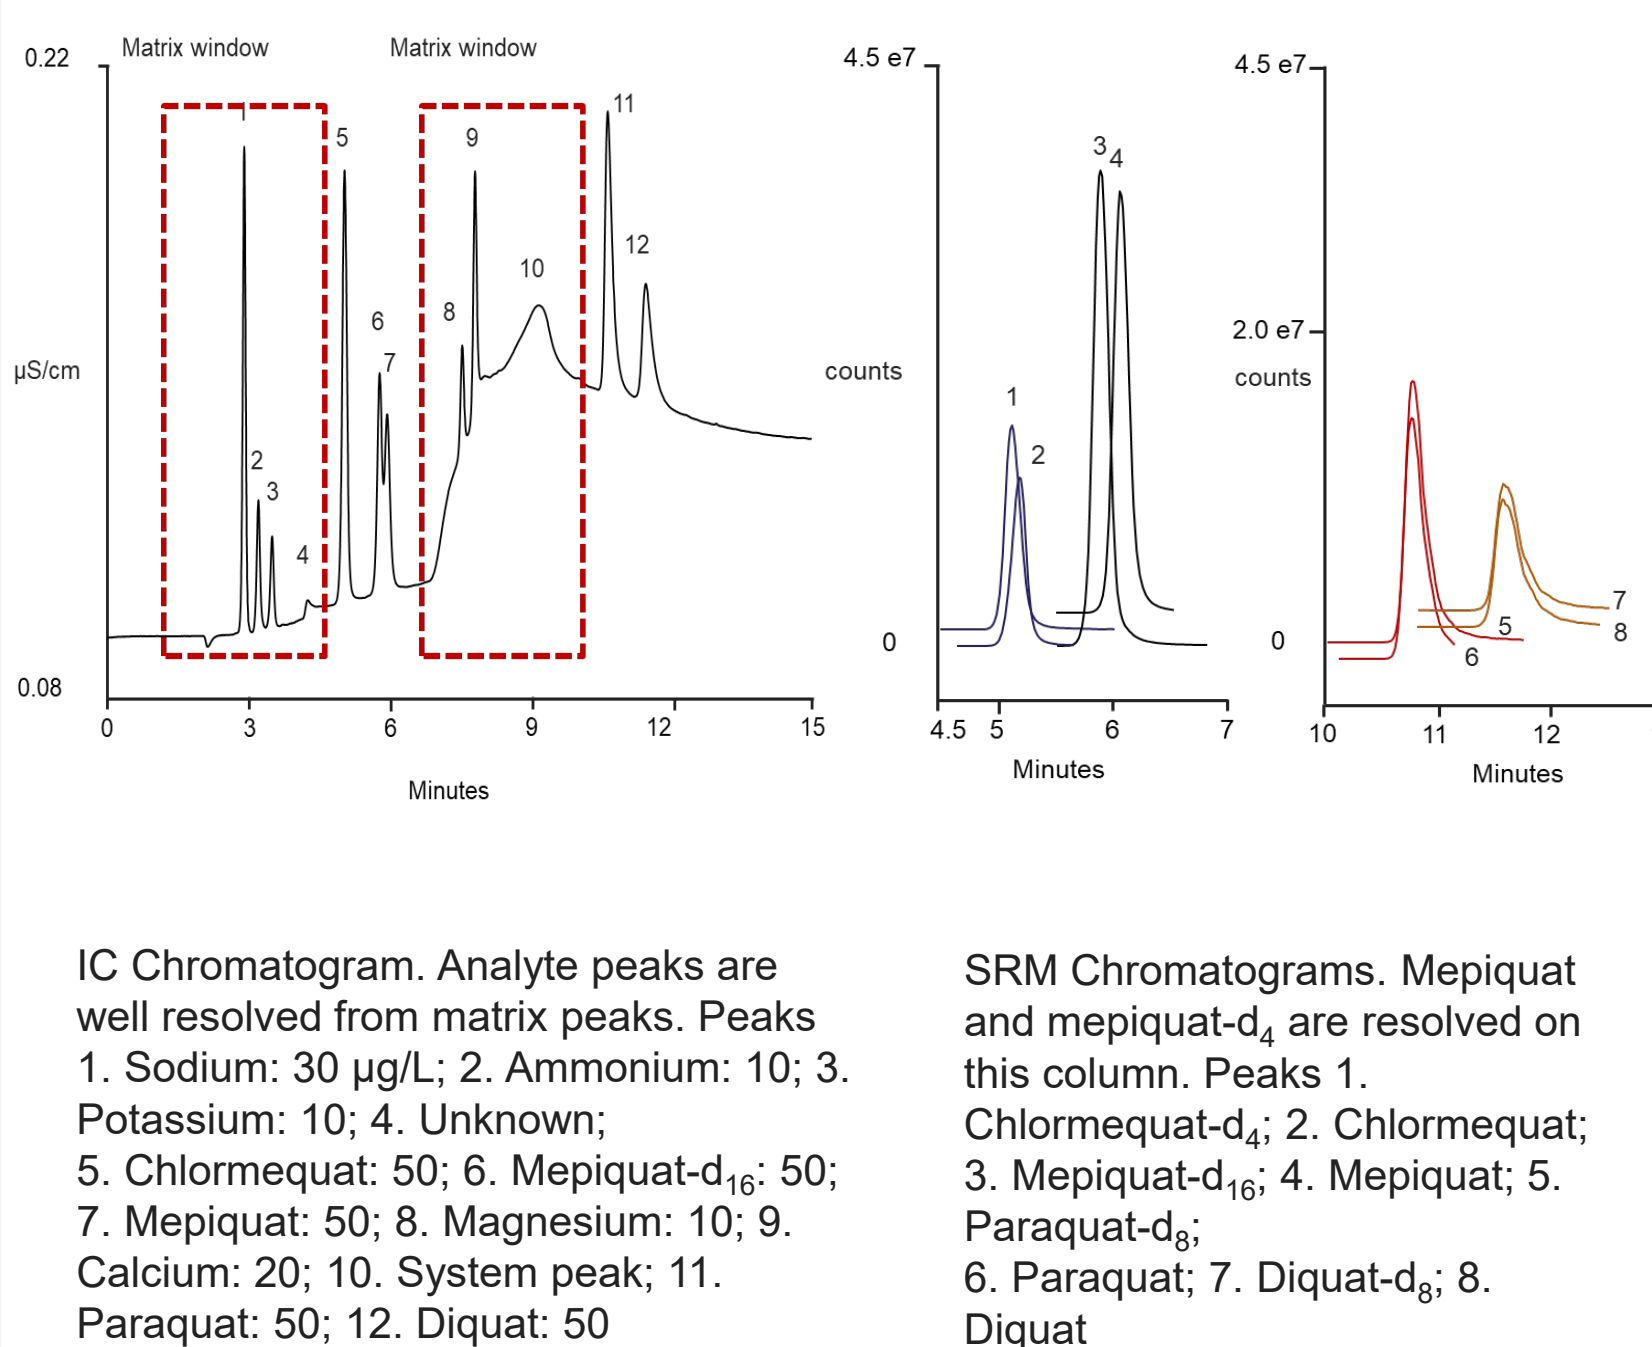 Matrix window
Matrix window
0.22
1
5
9
11
12
10
8
6
7
2
3
4
µS/cm
0.08
0
3
6
9
12
15
Minutes
4.5 e7
3
4
1
2
counts
0
4.5
5
6
7
Minutes
4.5 e7
2.0 e7
counts
0
7
5
8
6
10
11
12
Minutes
IC Chromatogram. Analyte peaks are
well resolved from matrix peaks. Peaks
1. Sodium: 30 µg/L; 2. Ammonium: 10; 3.
Potassium: 10; 4. Unknown;
5. Chlormequat: 50; 6. Mepiquat-d16: 50;
7. Mepiquat: 50; 8. Magnesium: 10; 9.
Calcium: 20; 10. System peak; 11.
Paraquat: 50; 12. Diquat: 50
SRM Chromatograms. Mepiquat
and mepiquat-d4 are resolved on
this column. Peaks 1.
Chlormequat-d4; 2. Chlormequat;
3. Mepiquat-d16; 4. Mepiquat; 5.
Paraquat-d8;
6. Paraquat; 7. Diquat-d8; 8.
Diquat